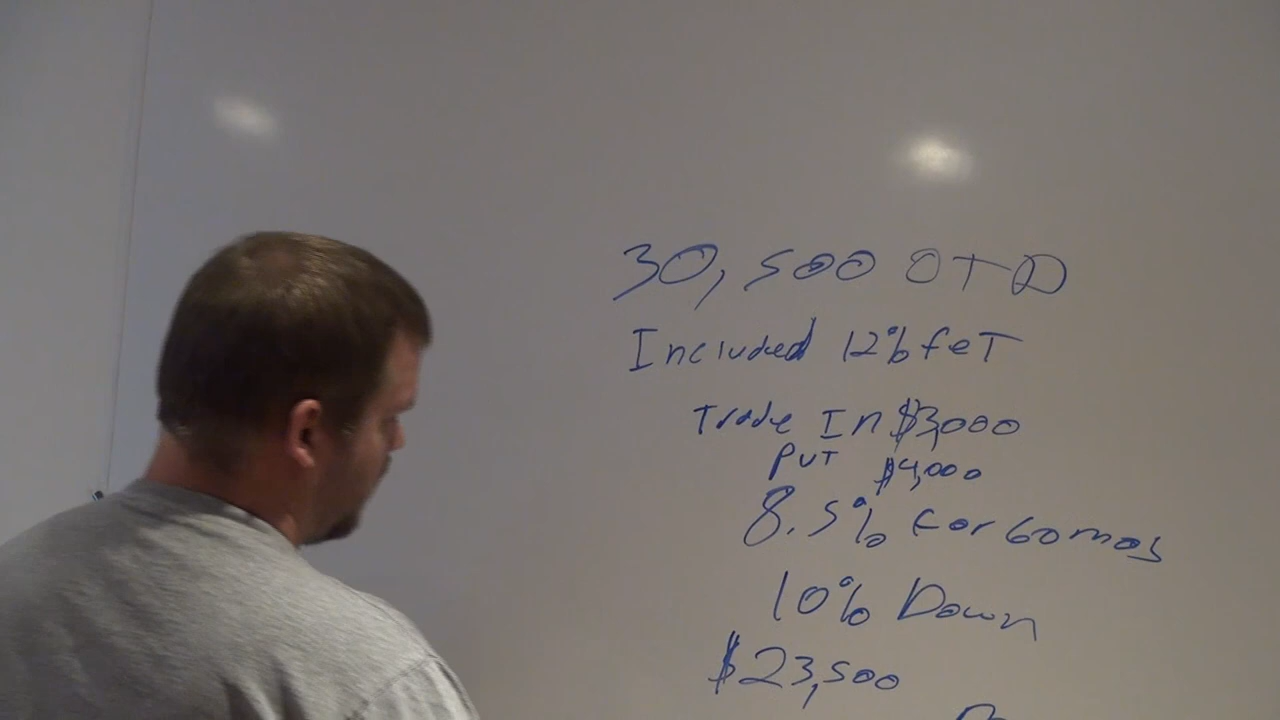 30,500 OTD
Included 12% feT
Trade In $3,000
PUT $4,000
8.5% for 60 mos
10% Down
$23,500